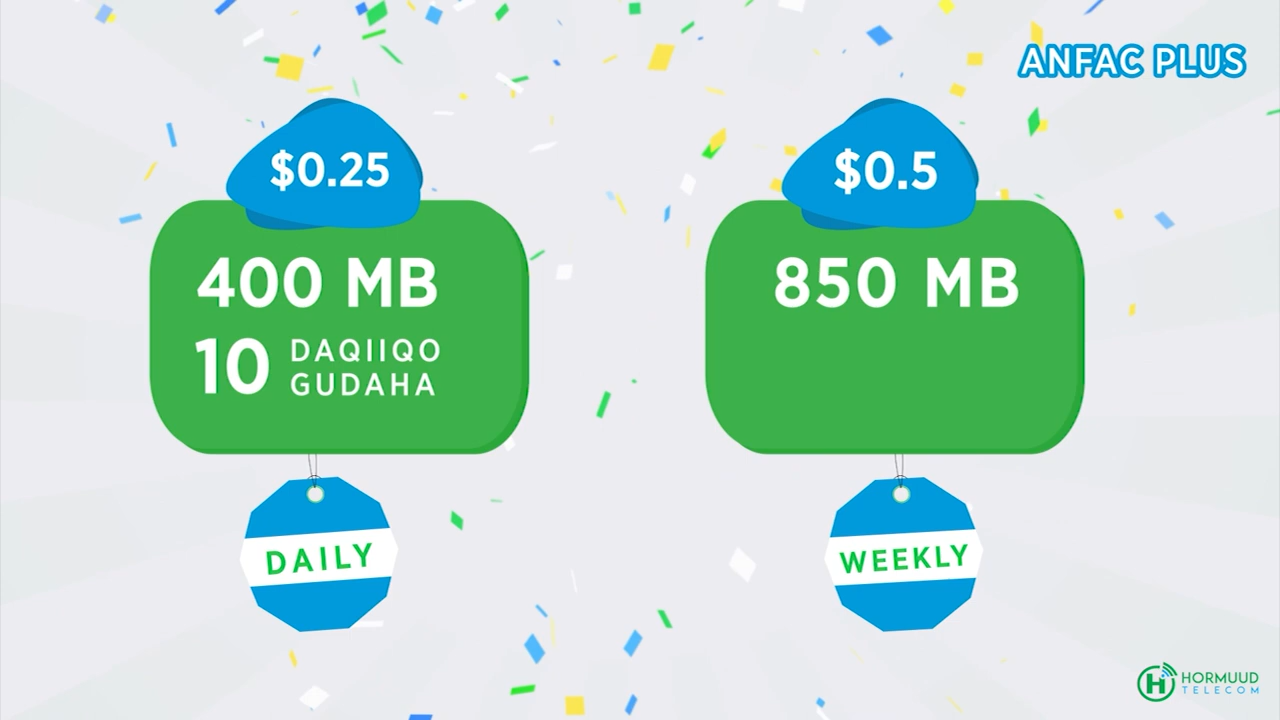 ANFAC PLUS
$0.25
400 MB
10 DAQIIQO
GUDAHA
DAILY
$0.5
850 MB
WEEKLY
HORMUUD
TELECOM